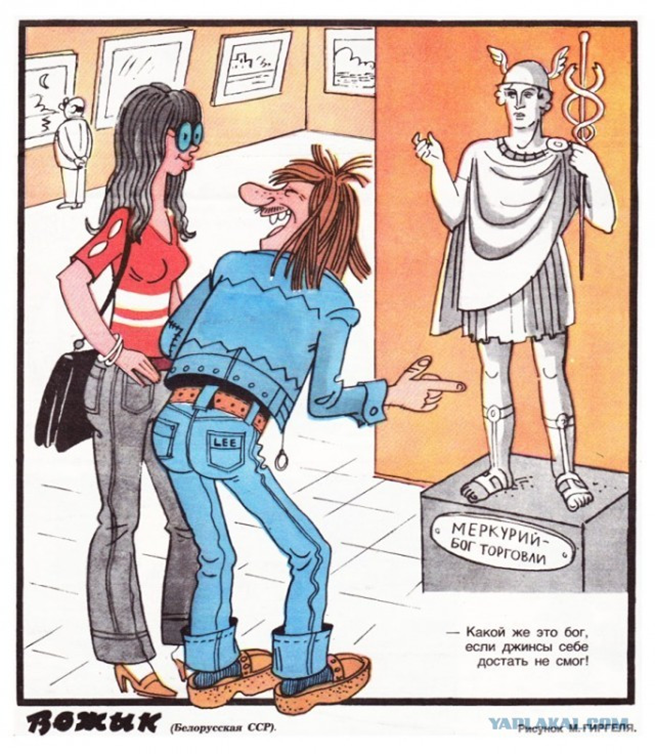 LEE
МЕРКУРИЙ-
БОГ ТОРГОВЛИ
— Какой же это бог,
если джинсы себе
достать не смог!
ВОЖЫК (Белорусская ССР).
YAPLAKAL.COM
Рисунок М. ГИРГЕЛЯ.